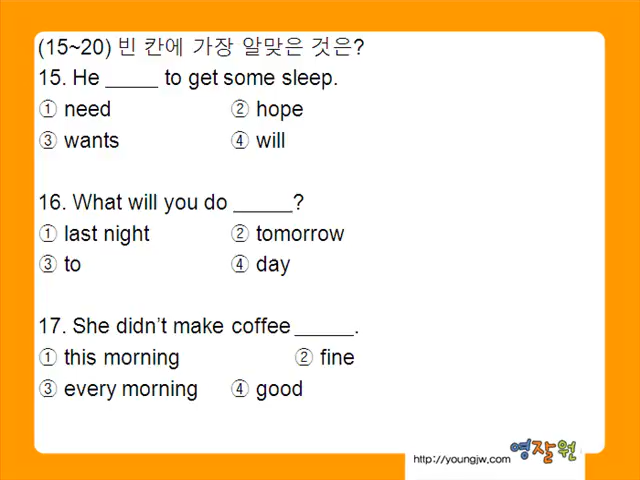 (15~20) 빈 칸에 가장 알맞은 것은?
15. He _____ to get some sleep.
① need ② hope
③ wants ④ will
16. What will you do _____?
① last night ② tomorrow
③ to ④ day
17. She didn't make coffee _____.
① this morning ② fine
③ every morning ④ good
http://youngjw.com 영잘원